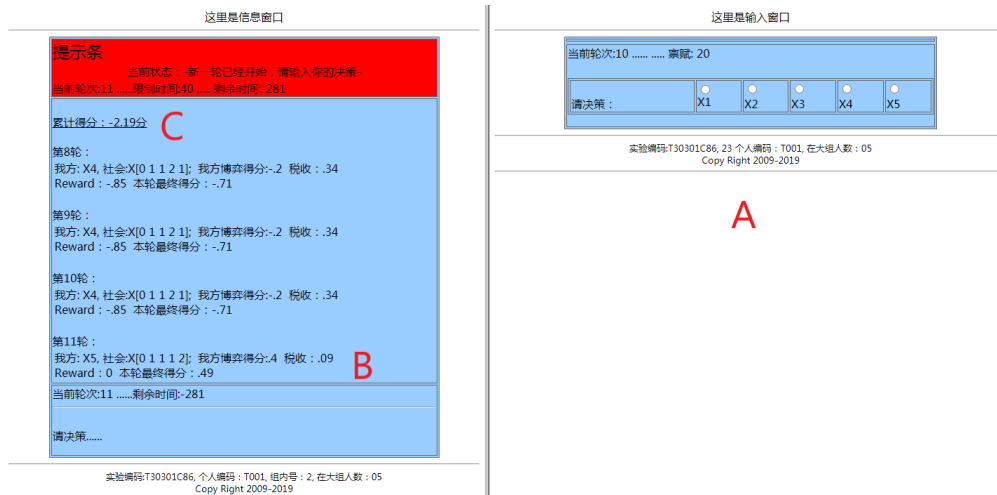 这里是信息窗口
提示条
当前状态：-新一轮已经开始，请输入你的决策-
当前轮次:11 .....限制时间:40 ..... 剩余时间:-281
累计得分：-2.19分
C
第8轮：
我方: X4, 社会:X[0 1 1 2 1]; 我方博弈得分:-.2 税收：.34
Reward：-.85 本轮最终得分：-.71
第9轮：
我方: X4, 社会:X[0 1 1 2 1]; 我方博弈得分:-.2 税收：.34
Reward：-.85 本轮最终得分：-.71
第10轮：
我方: X4, 社会:X[0 1 1 2 1]; 我方博弈得分:-.2 税收：.34
Reward：-.85 本轮最终得分：-.71
第11轮：
我方: X5, 社会:X[0 1 1 1 2]; 我方博弈得分:.4 税收：.09
Reward：0 本轮最终得分：.49
B
当前轮次:11 ......剩余时间:-281
请决策......
实验编码:T30301C86, 个人编码：T001, 组内号：2, 在大组人数：05
Copy Right 2009-2019
这里是输入窗口
当前轮次:10 ...... ..... 禀赋: 20
请决策： X1 X2 X3 X4 X5
实验编码:T30301C86, 23 个人编码：T001, 在大组人数：05
Copy Right 2009-2019
A